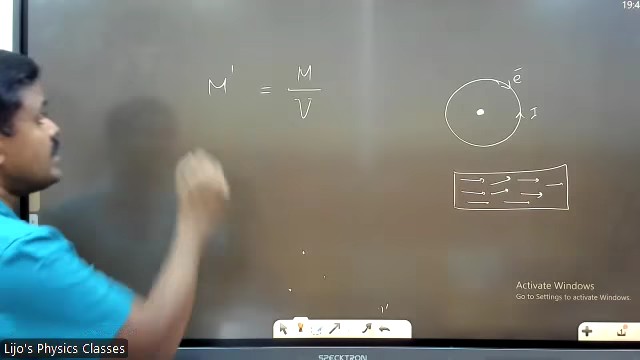 19:4
M' = M / V
e̅
I
Activate Windows
Go to Settings to activate Windows.
Lijo's Physics Classes
SPECKTRON